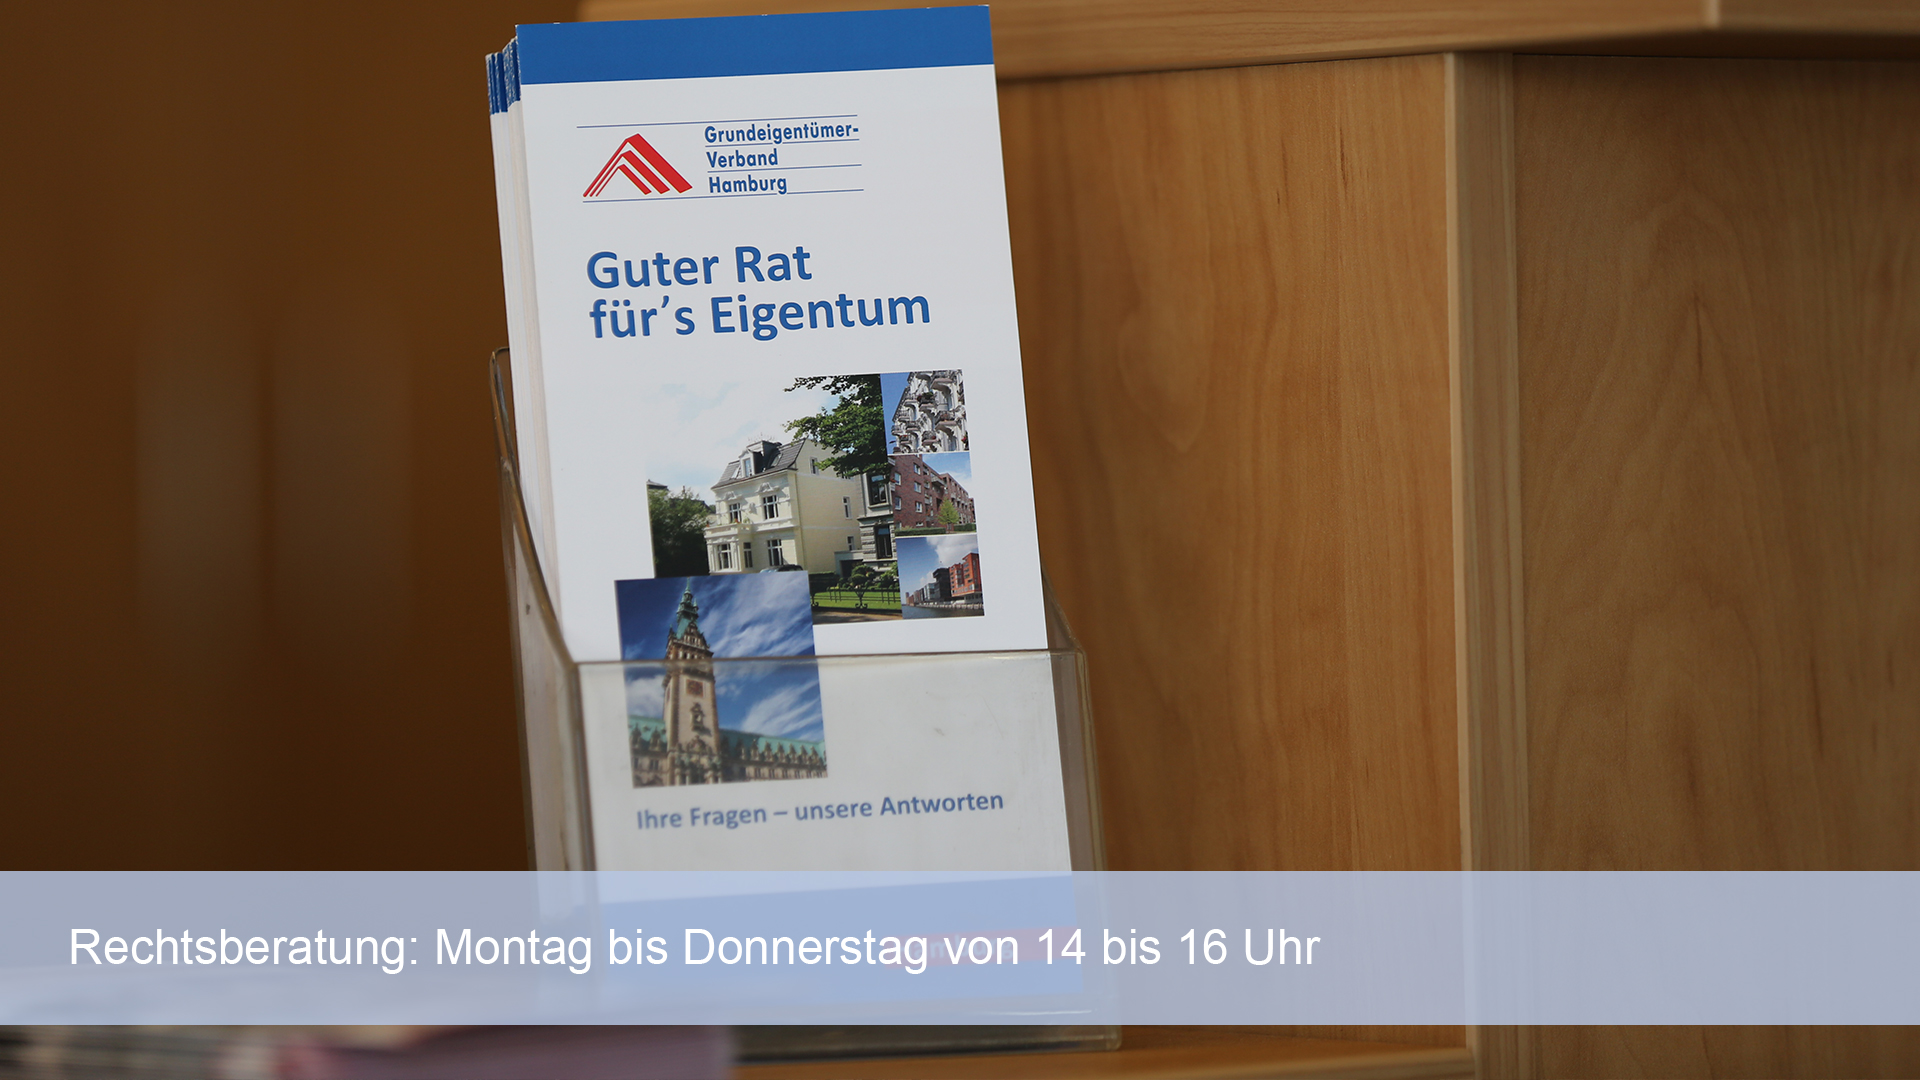 Grundeigentümer-
Verband
Hamburg
Guter Rat
für's Eigentum
Ihre Fragen – unsere Antworten
Rechtsberatung: Montag bis Donnerstag von 14 bis 16 Uhr